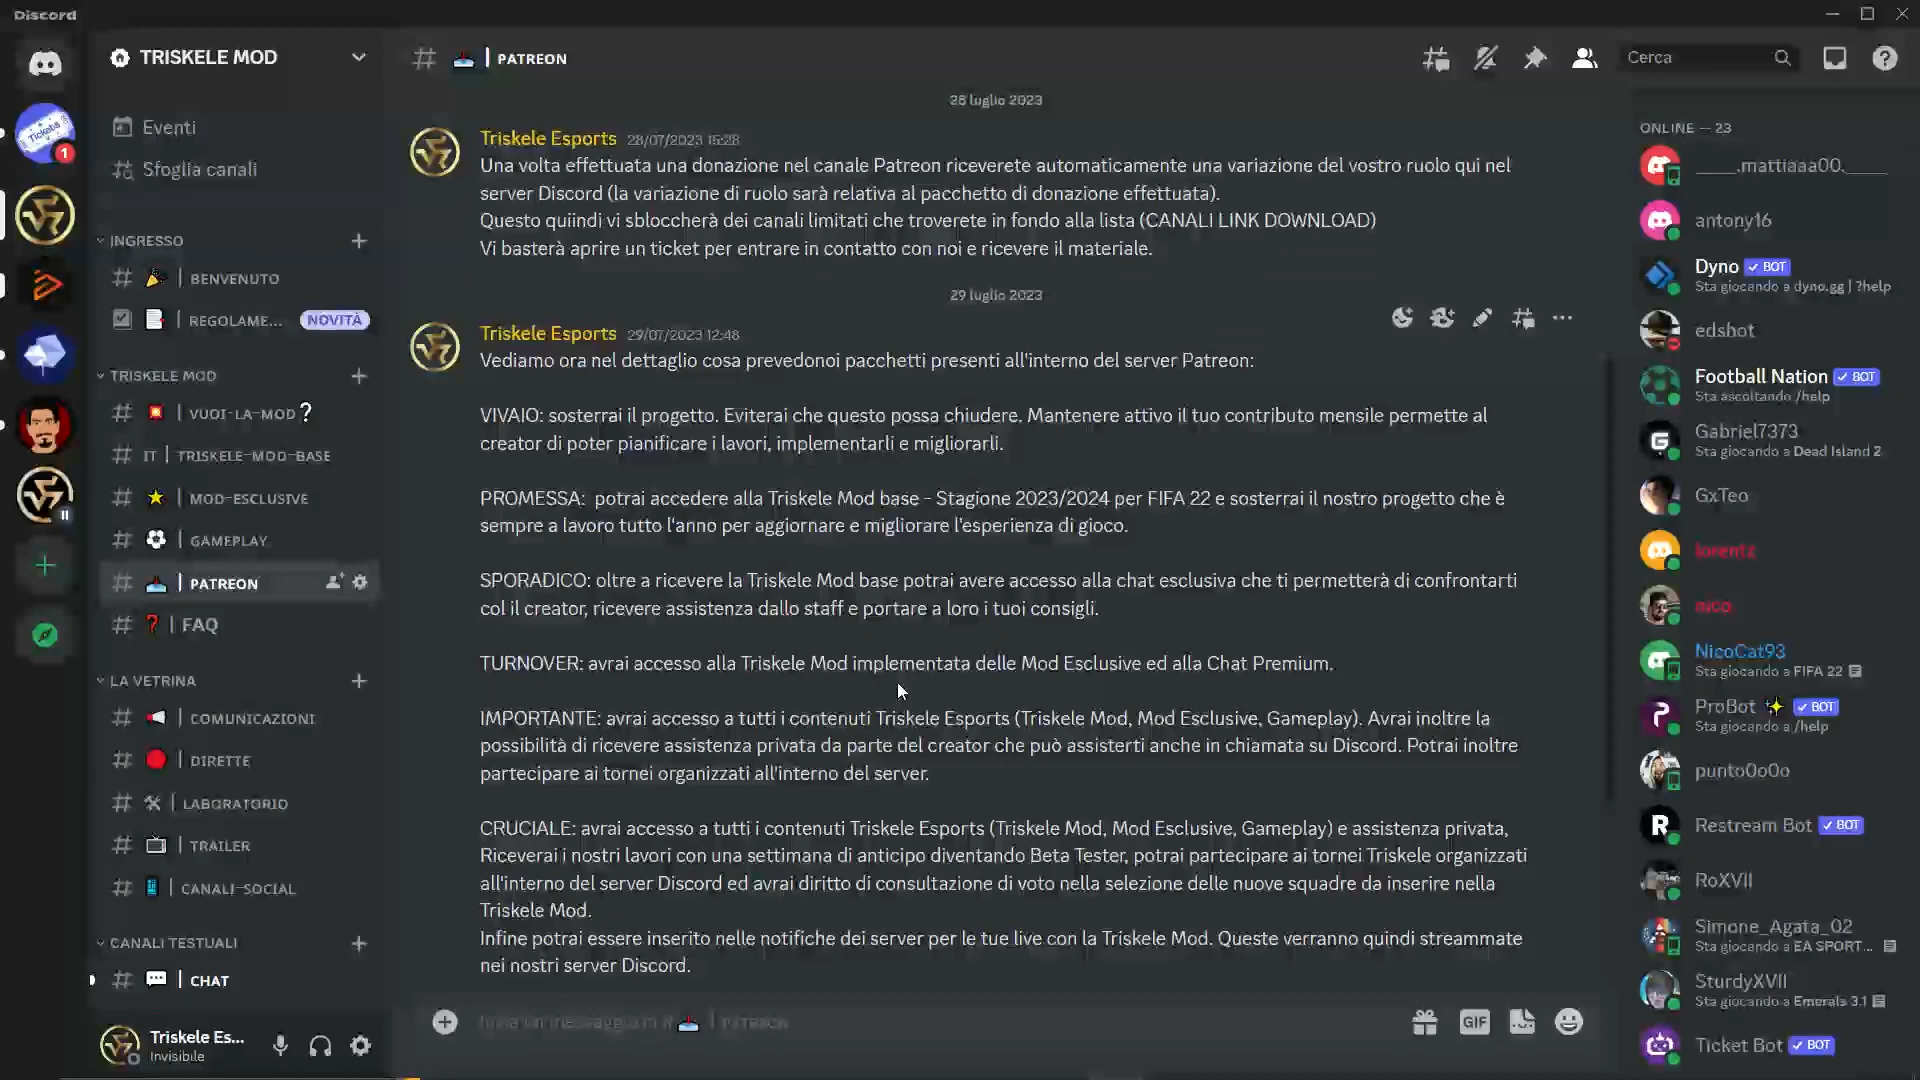 Discord
TRISKELE MOD
PATREON
Cerca
Eventi
Sfoglia canali
INGRESSO
BENVENUTO
REGOLAME... NOVITÀ
TRISKELE MOD
VUOI-LA-MOD❓
IT | TRISKELE-MOD-BASE
MOD-ESCLUSIVE
GAMEPLAY
PATREON
FAQ
LA VETRINA
COMUNICAZIONI
DIRETTE
LABORATORIO
TRAILER
CANALI-SOCIAL
CANALI TESTUALI
CHAT
Triskele Es...
Invisibile
Tickets
1
28 luglio 2023
Triskele Esports 28/07/2023 15:28
Una volta effettuata una donazione nel canale Patreon riceverete automaticamente una variazione del vostro ruolo qui nel
server Discord (la variazione di ruolo sarà relativa al pacchetto di donazione effettuata).
Questo quiindi vi sbloccherà dei canali limitati che troverete in fondo alla lista (CANALI LINK DOWNLOAD)
Vi basterà aprire un ticket per entrare in contatto con noi e ricevere il materiale.
29 luglio 2023
Triskele Esports 29/07/2023 12:48
Vediamo ora nel dettaglio cosa prevedonoi pacchetti presenti all'interno del server Patreon:
VIVAIO: sosterrai il progetto. Eviterai che questo possa chiudere. Mantenere attivo il tuo contributo mensile permette al
creator di poter pianificare i lavori, implementarli e migliorarli.
PROMESSA: potrai accedere alla Triskele Mod base - Stagione 2023/2024 per FIFA 22 e sosterrai il nostro progetto che è
sempre a lavoro tutto l'anno per aggiornare e migliorare l'esperienza di gioco.
SPORADICO: oltre a ricevere la Triskele Mod base potrai avere accesso alla chat esclusiva che ti permetterà di confrontarti
col il creator, ricevere assistenza dallo staff e portare a loro i tuoi consigli.
TURNOVER: avrai accesso alla Triskele Mod implementata delle Mod Esclusive ed alla Chat Premium.
IMPORTANTE: avrai accesso a tutti i contenuti Triskele Esports (Triskele Mod, Mod Esclusive, Gameplay). Avrai inoltre la
possibilità di ricevere assistenza privata da parte del creator che può assisterti anche in chiamata su Discord. Potrai inoltre
partecipare ai tornei organizzati all'interno del server.
CRUCIALE: avrai accesso a tutti i contenuti Triskele Esports (Triskele Mod, Mod Esclusive, Gameplay) e assistenza privata,
Riceverai i nostri lavori con una settimana di anticipo diventando Beta Tester, potrai partecipare ai tornei Triskele organizzati
all'interno del server Discord ed avrai diritto di consultazione di voto nella selezione delle nuove squadre da inserire nella
Triskele Mod.
Infine potrai essere inserito nelle notifiche dei server per le tue live con la Triskele Mod. Queste verranno quindi streammate
nei nostri server Discord.
Invia un messaggio in # | PATREON
GIF
ONLINE — 23
____.mattiaaa00.____
antony16
Dyno ✓ BOT
Sta giocando a dyno.gg | ?help
edshot
Football Nation ✓ BOT
Sta ascoltando /help
Gabriel7373
Sta giocando a Dead Island 2
GxTeo
lorentz
nico
NicoCat93
Sta giocando a FIFA 22
ProBot ✨ ✓ BOT
Sta giocando a /help
punto0o0o
Restream Bot ✓ BOT
RoXVII
Simone_Agata_02
Sta giocando a EA SPORT...
SturdyXVII
Sta giocando a Emerals 3.1
Ticket Bot ✓ BOT